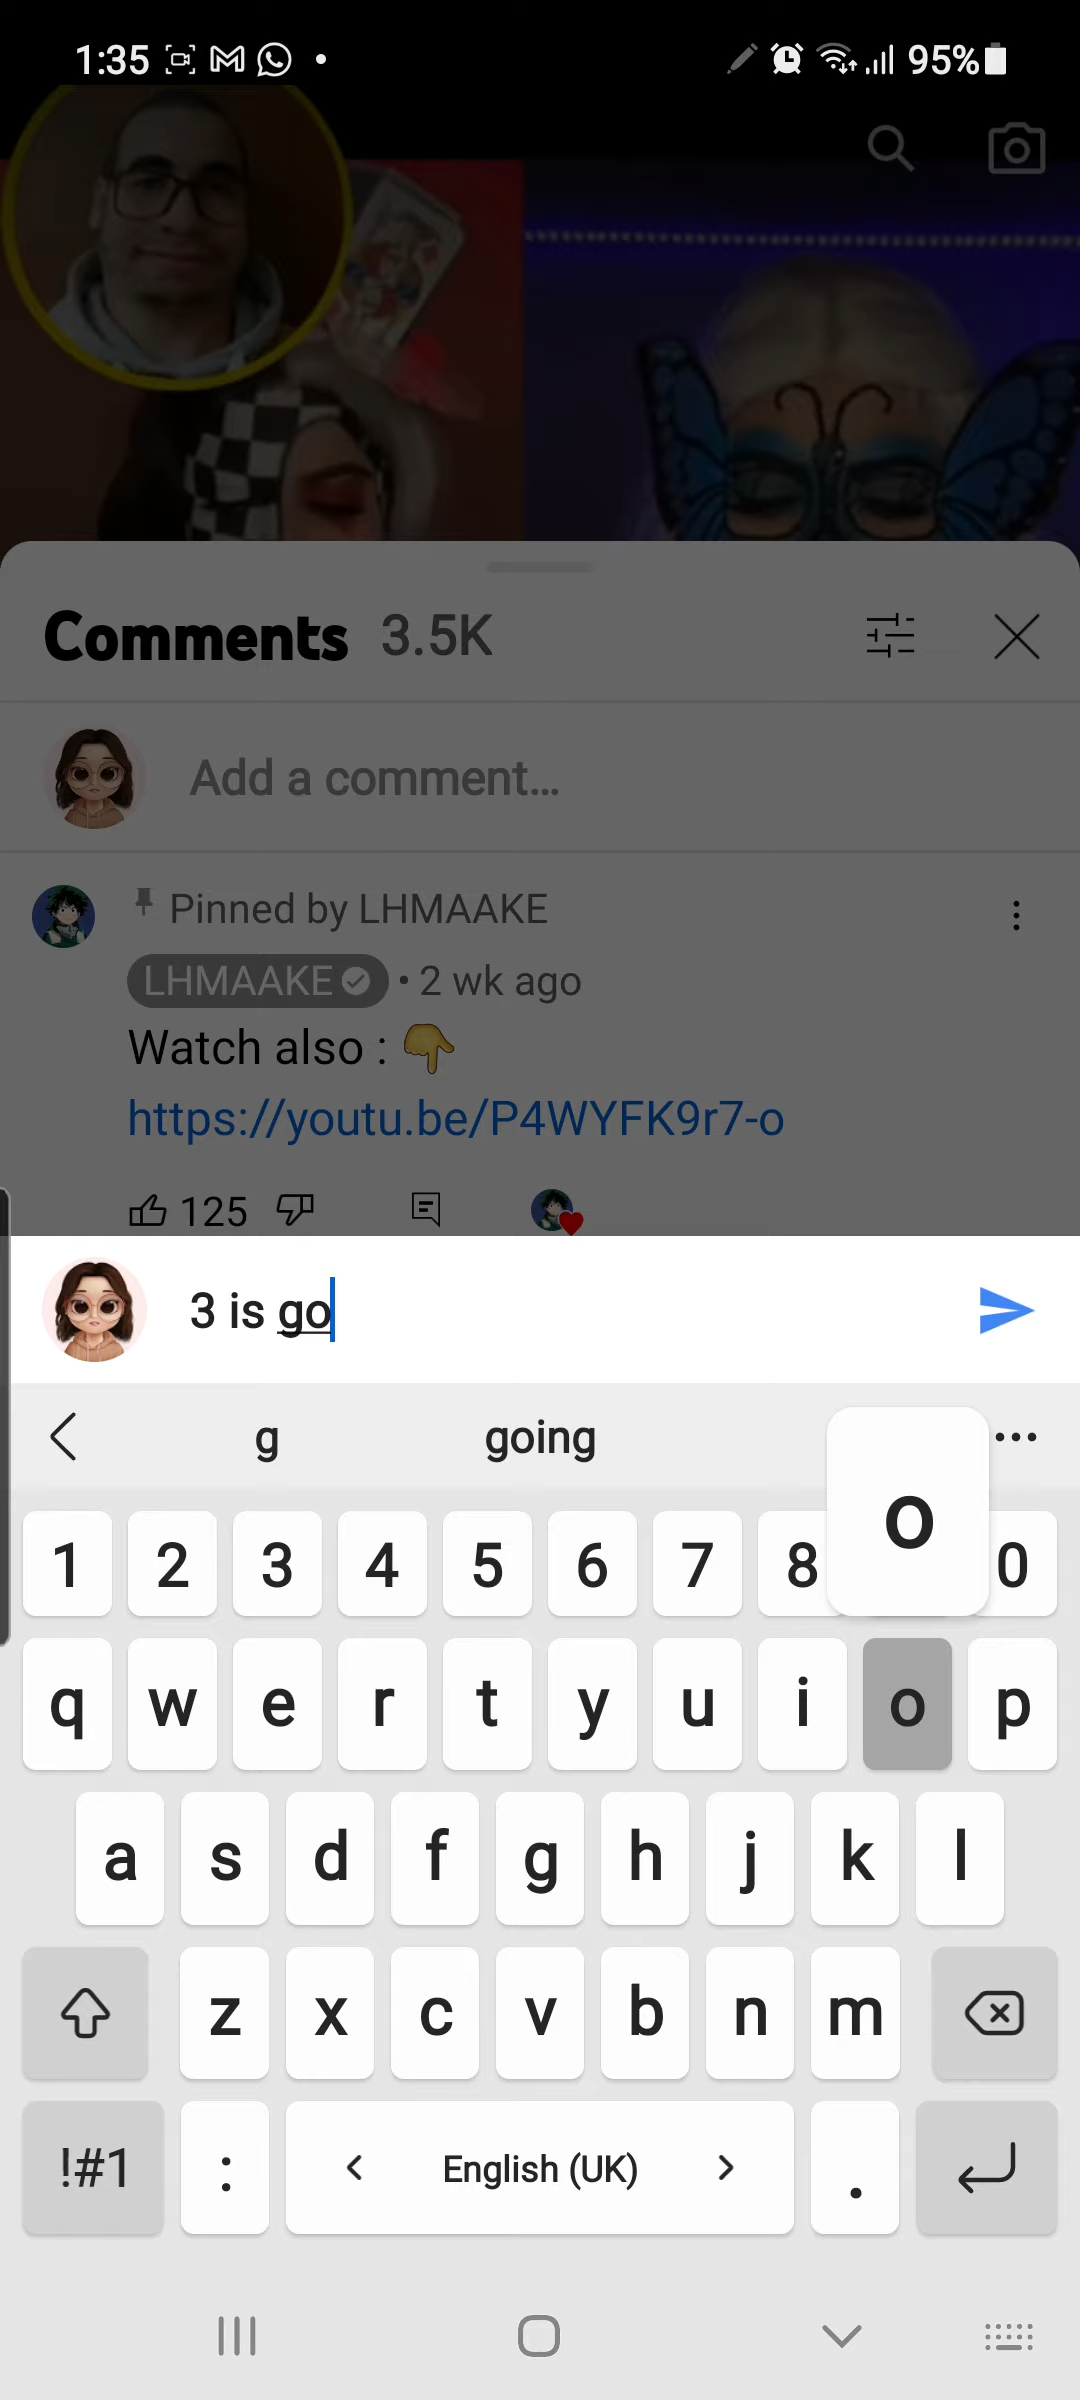 1:35 95%
Comments 3.5K
Add a comment...
Pinned by LHMAAKE
LHMAAKE • 2 wk ago
Watch also : 👇
https://youtu.be/P4WYFK9r7-o
125
3 is go
g going
o
1 2 3 4 5 6 7 8 0
q w e r t y u i o p
a s d f g h j k l
z x c v b n m
!#1 : < English (UK) > .